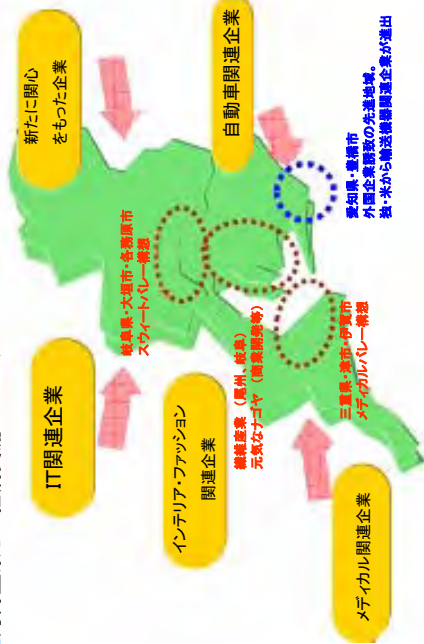 新たに関心
をもった企業
IT関連企業
自動車関連企業
岐阜県・大垣市・各務原市
スウィートバレー構想
インテリア・ファッション
関連企業
繊維産業（尾州、岐阜）
元気なナゴヤ（商業開発等）
愛知県・豊橋市
外国企業誘致の先進地域。
独・米から輸送機器関連企業が進出
三重県・津市・伊賀市
メディカルバレー構想
メディカル関連企業